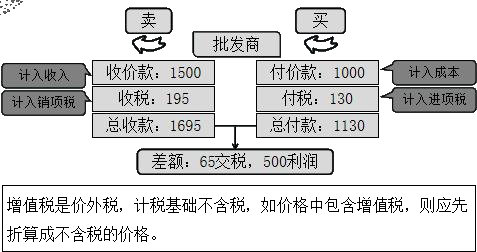 卖
买
批发商
计入收入
收价款：1500
付价款：1000
计入成本
计入销项税
收税：195
付税：130
计入进项税
总收款：1695
总付款：1130
差额：65交税，500利润
增值税是价外税，计税基础不含税，如价格中包含增值税，则应先
折算成不含税的价格。